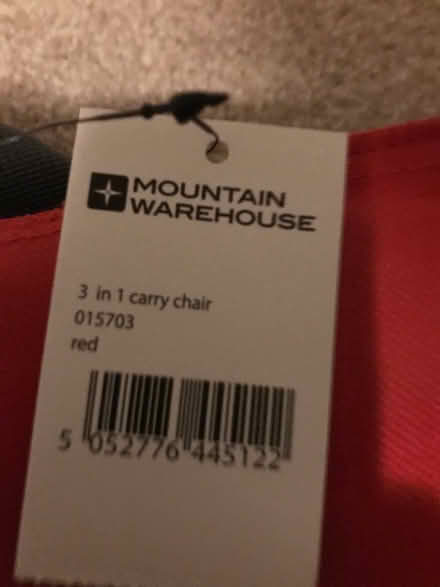 MOUNTAIN
WAREHOUSE
3 in 1 carry chair
015703
red
5 052776 445122